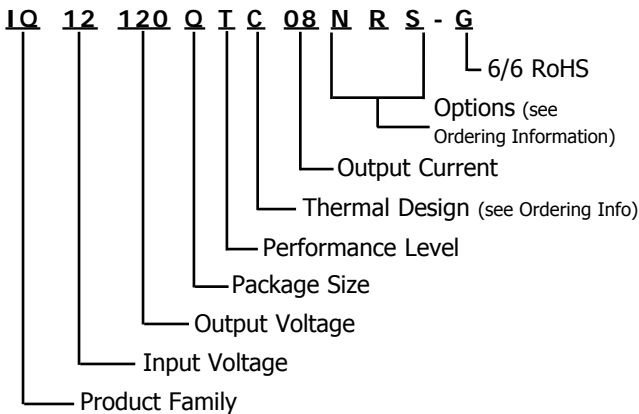 IQ 12 120 Q T C 08 N R S - G
6/6 RoHS
Options (see
Ordering Information)
Output Current
Thermal Design (see Ordering Info)
Performance Level
Package Size
Output Voltage
Input Voltage
Product Family